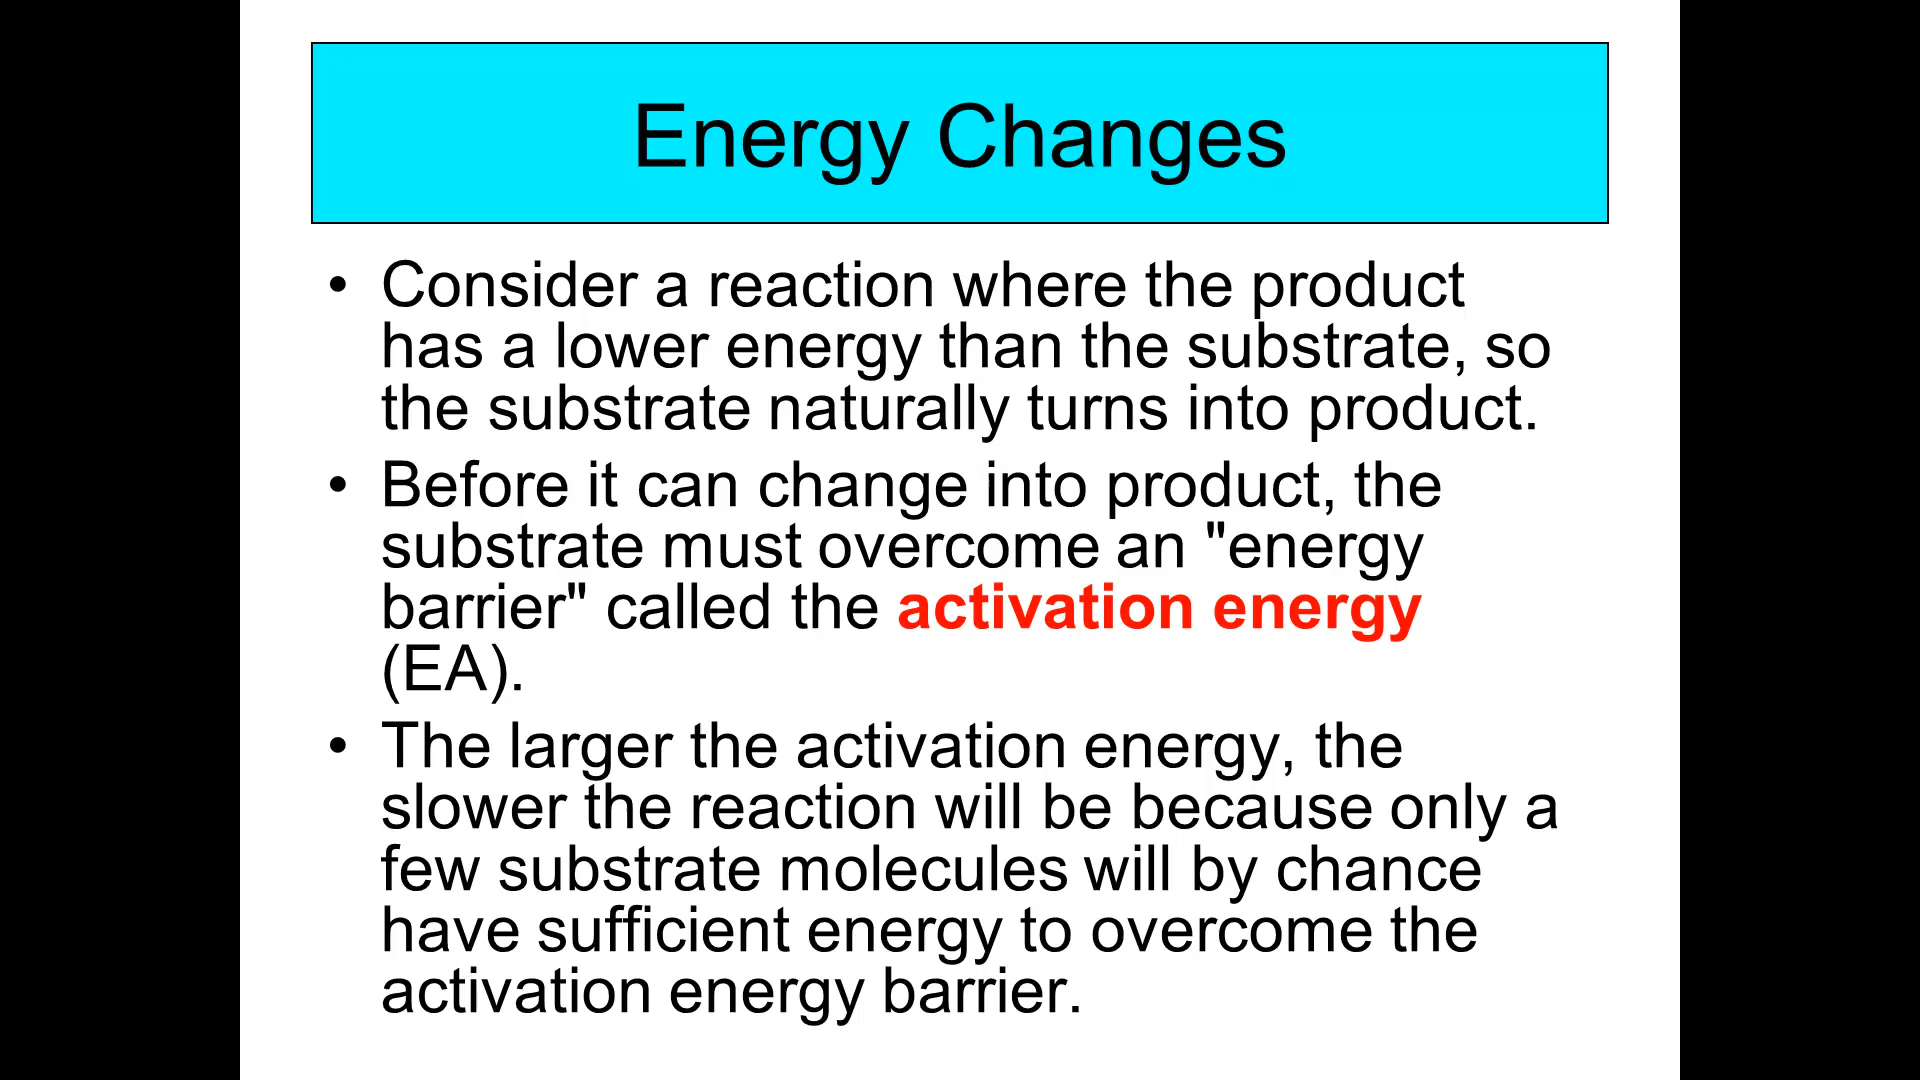 Energy Changes
• Consider a reaction where the product
has a lower energy than the substrate, so
the substrate naturally turns into product.
• Before it can change into product, the
substrate must overcome an "energy
barrier" called the activation energy
(EA).
• The larger the activation energy, the
slower the reaction will be because only a
few substrate molecules will by chance
have sufficient energy to overcome the
activation energy barrier.